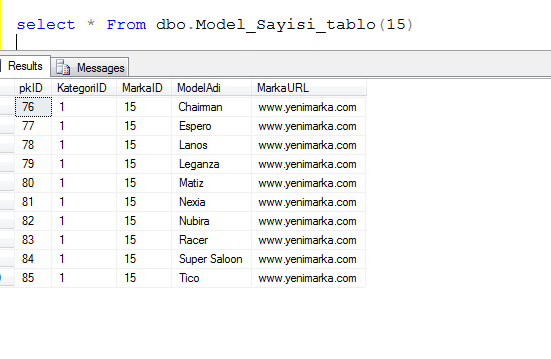 select * From dbo.Model_Sayisi_tablo(15)
Results Messages
pkID KategoriID MarkaID ModelAdi MarkaURL
76 1 15 Chairman www.yenimarka.com
77 1 15 Espero www.yenimarka.com
78 1 15 Lanos www.yenimarka.com
79 1 15 Leganza www.yenimarka.com
80 1 15 Matiz www.yenimarka.com
81 1 15 Nexia www.yenimarka.com
82 1 15 Nubira www.yenimarka.com
83 1 15 Racer www.yenimarka.com
84 1 15 Super Saloon www.yenimarka.com
85 1 15 Tico www.yenimarka.com